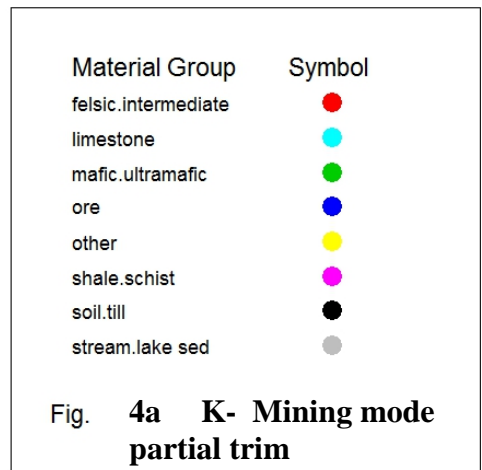 Material Group Symbol
felsic.intermediate
limestone
mafic.ultramafic
ore
other
shale.schist
soil.till
stream.lake sed
Fig. 4a K- Mining mode
partial trim